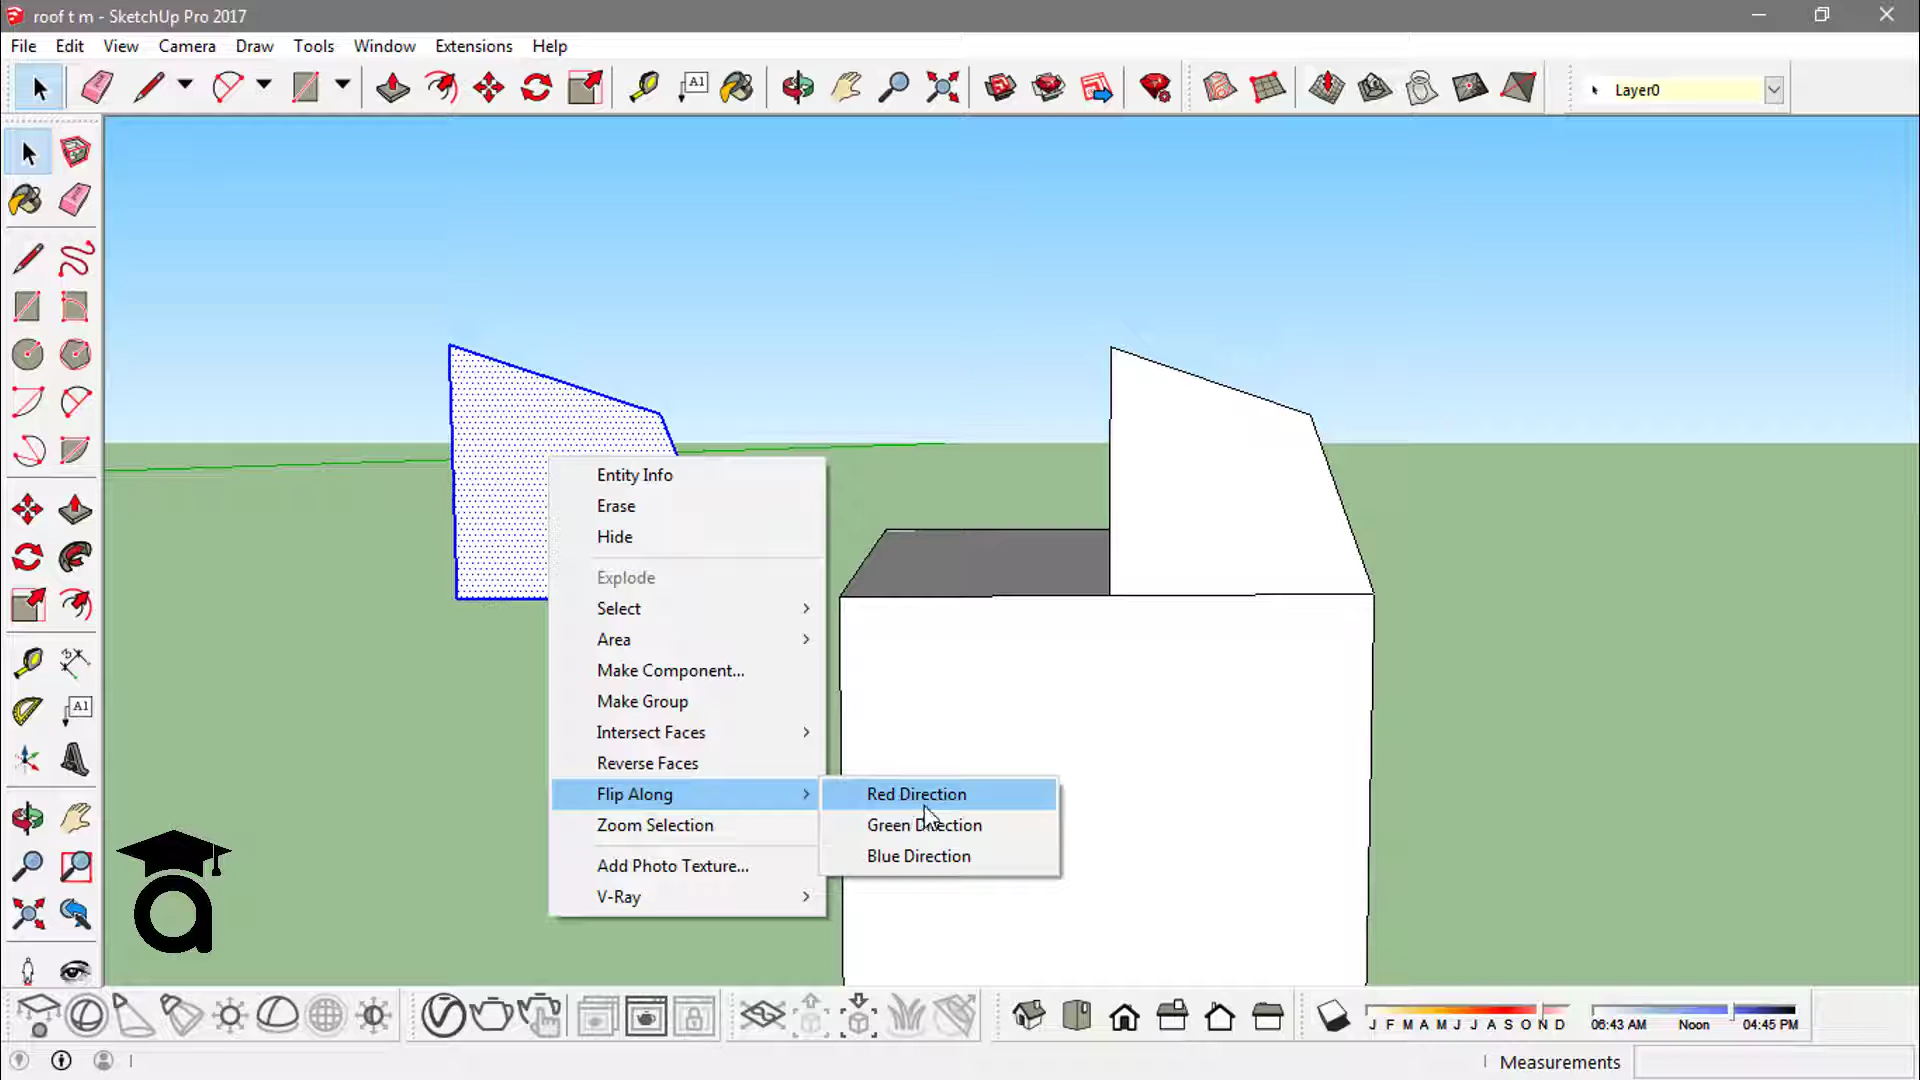 roof t m - SketchUp Pro 2017
File Edit View Camera Draw Tools Window Extensions Help
A1
Layer0
A1
Entity Info
Erase
Hide
Explode
Select
Area
Make Component...
Make Group
Intersect Faces
Reverse Faces
Flip Along
Zoom Selection
Add Photo Texture...
V-Ray
Red Direction
Green Direction
Blue Direction
a
J F M A M J J A S O N D
06:43 AM Noon 04:45 PM
Measurements